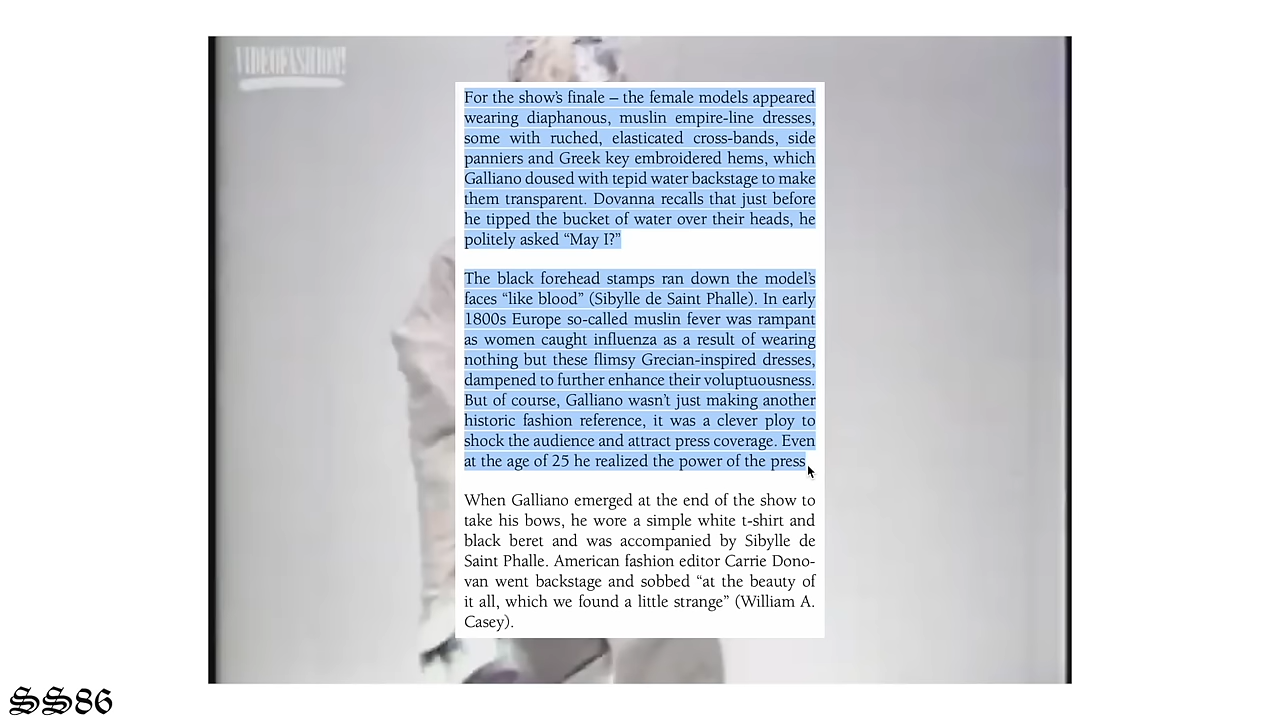 VIDEOFASHION!
For the show's finale – the female models appeared
wearing diaphanous, muslin empire-line dresses,
some with ruched, elasticated cross-bands, side
panniers and Greek key embroidered hems, which
Galliano doused with tepid water backstage to make
them transparent. Dovanna recalls that just before
he tipped the bucket of water over their heads, he
politely asked “May I?”
The black forehead stamps ran down the model's
faces “like blood” (Sibylle de Saint Phalle). In early
1800s Europe so-called muslin fever was rampant
as women caught influenza as a result of wearing
nothing but these flimsy Grecian-inspired dresses,
dampened to further enhance their voluptuousness.
But of course, Galliano wasn't just making another
historic fashion reference, it was a clever ploy to
shock the audience and attract press coverage. Even
at the age of 25 he realized the power of the press
When Galliano emerged at the end of the show to
take his bows, he wore a simple white t-shirt and
black beret and was accompanied by Sibylle de
Saint Phalle. American fashion editor Carrie Dono-
van went backstage and sobbed “at the beauty of
it all, which we found a little strange” (William A.
Casey).
SS86